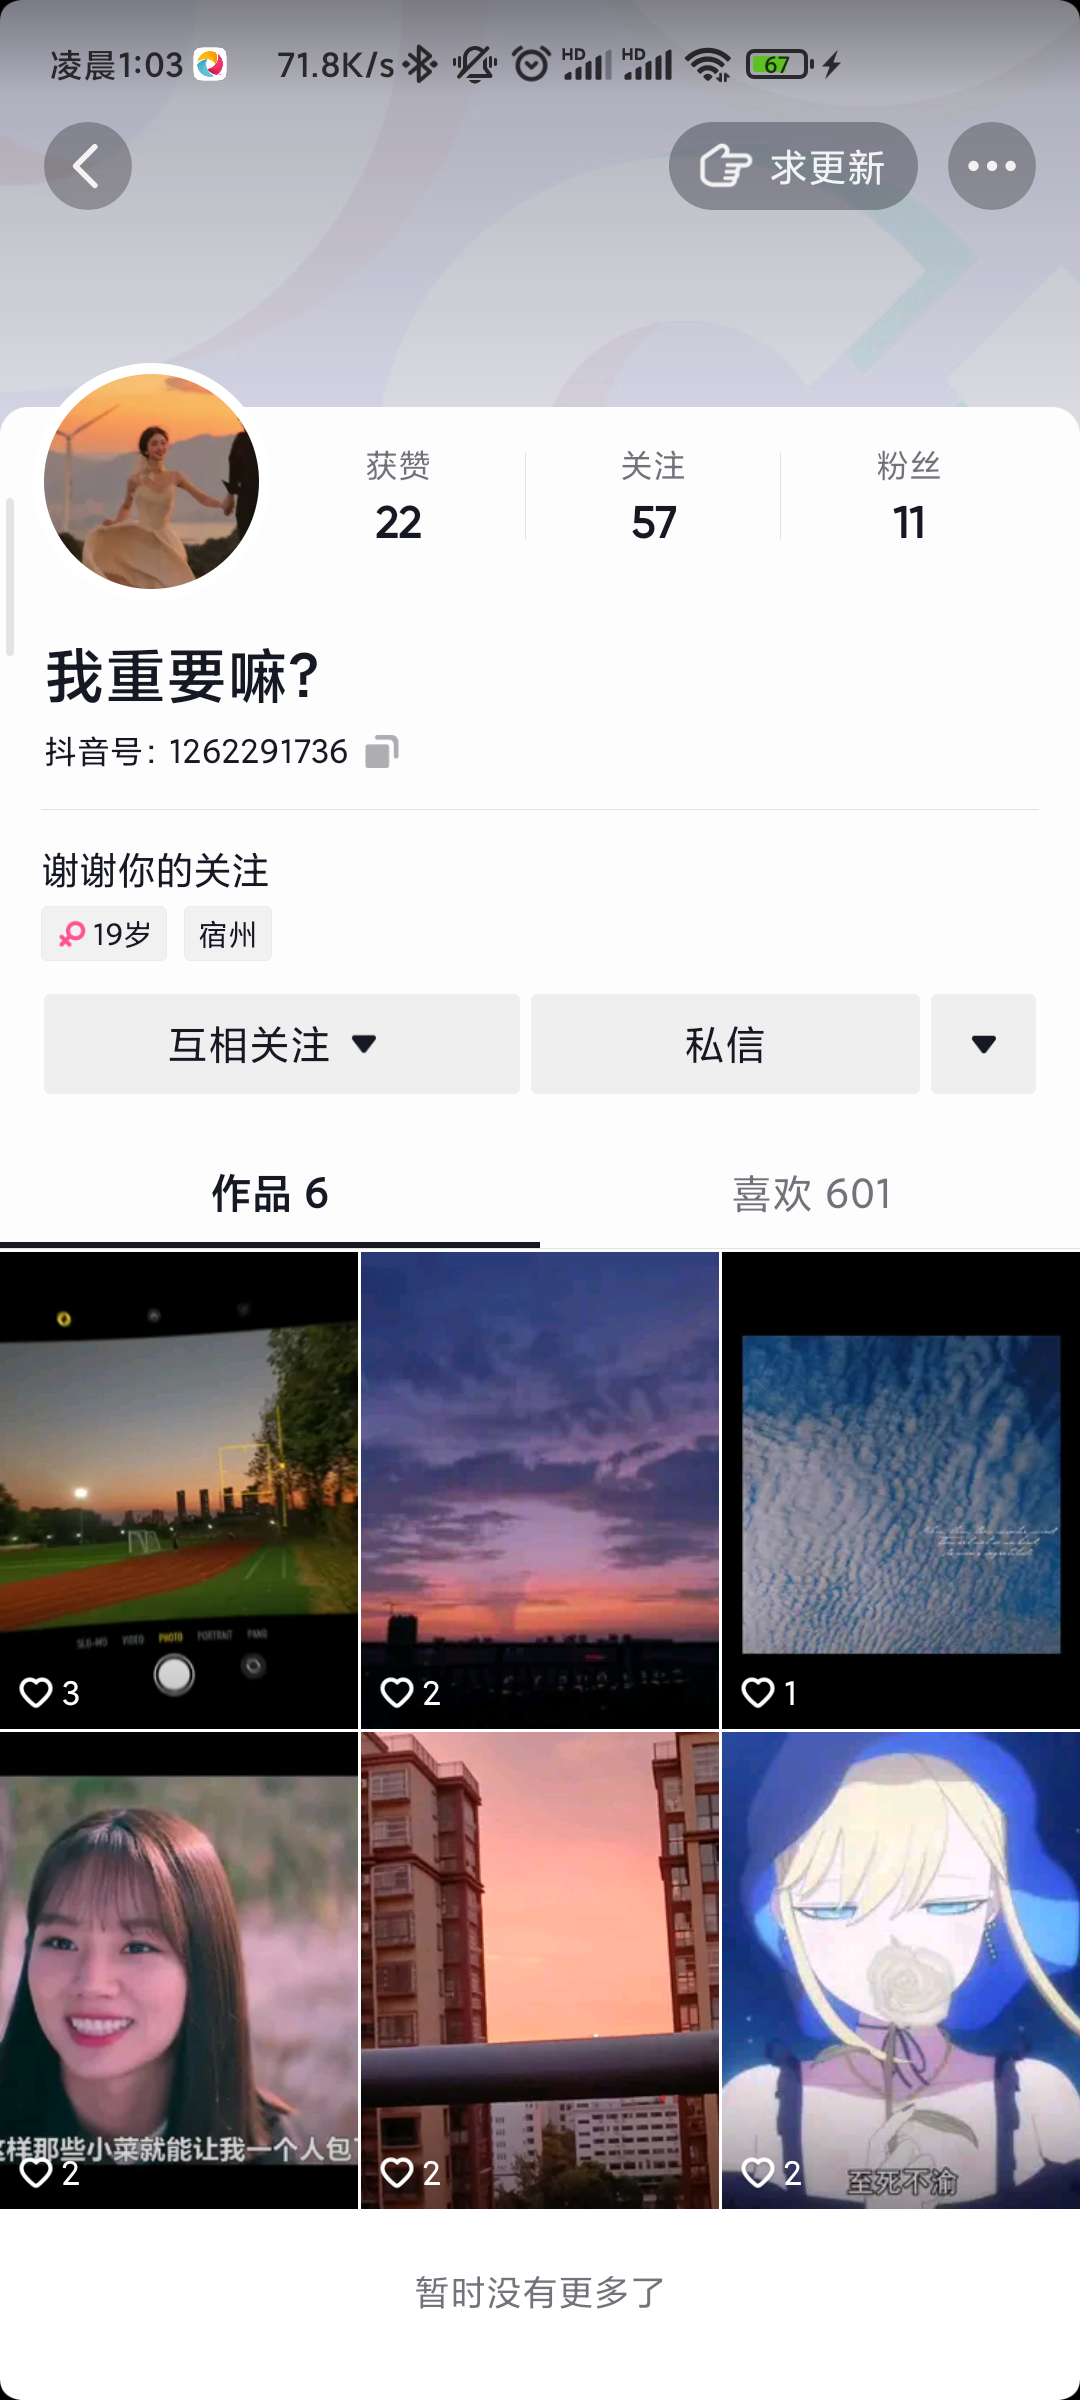 凌晨1:03 71.8K/s HD HD 67
求更新
获赞 关注 粉丝
22 57 11
我重要嘛?
抖音号: 1262291736
谢谢你的关注
19岁 宿州
互相关注 私信
作品 6 喜欢 601
SLO-MO VIDEO PHOTO PORTRAIT PANO
3 2 1
这样那些小菜就能让我一个人包
2 2 2 至死不渝
暂时没有更多了